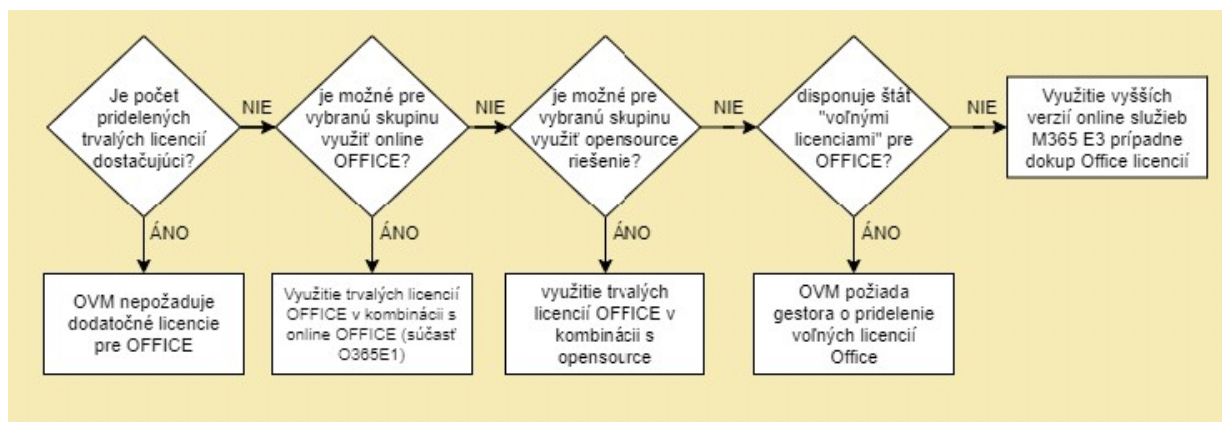 Je počet
pridelených
trvalých licencií
dostačujúci?
NIE
je možné pre
vybranú skupinu
využiť online
OFFICE?
NIE
je možné pre
vybranú skupinu
využiť opensource
riešenie?
NIE
disponuje štát
"voľnými
licenciami" pre
OFFICE?
NIE
Využitie vyšších
verzií online služieb
M365 E3 prípadne
dokup Office licencií
ÁNO
ÁNO
ÁNO
ÁNO
OVM nepožaduje
dodatočné licencie
pre OFFICE
Využitie trvalých licencií
OFFICE v kombinácii s
online OFFICE (súčasť
O365E1)
využitie trvalých
licencií OFFICE v
kombinácii s
opensource
OVM požiada
gestora o pridelenie
voľných licencií
Office